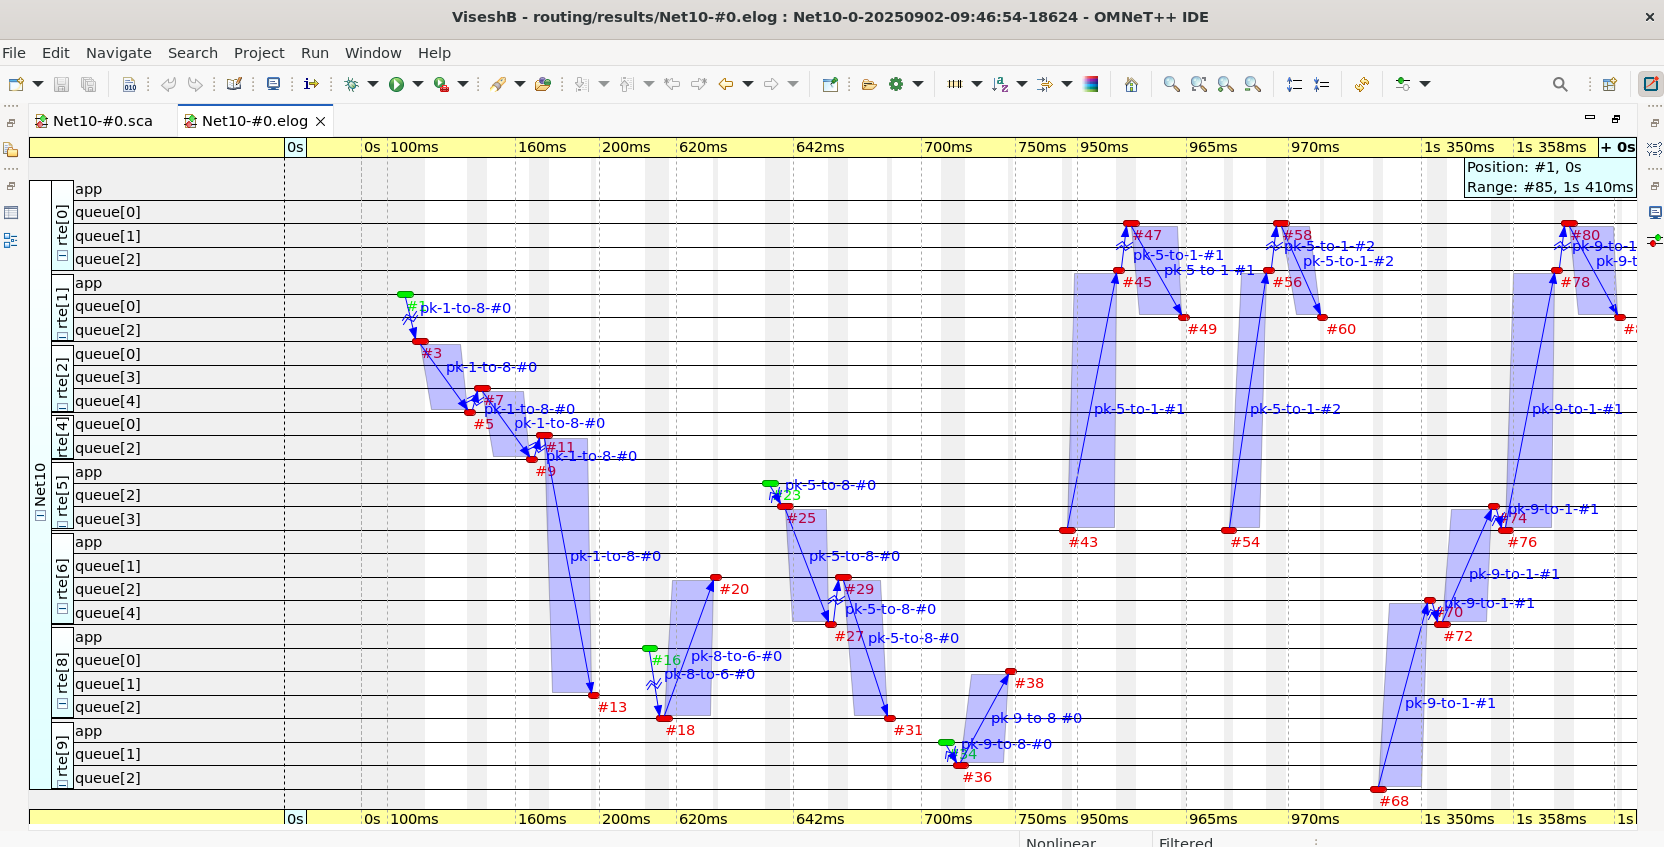 ViseshB - routing/results/Net10-#0.elog : Net10-0-20250902-09:46:54-18624 - OMNeT++ IDE
File Edit Navigate Search Project Run Window Help
Net10-#0.sca Net10-#0.elog
0s 0s 100ms 160ms 200ms 620ms 642ms 700ms 750ms 950ms 965ms 970ms 1s 350ms 1s 358ms + 0s
Position: #1, 0s
Range: #85, 1s 410ms
Net10
rte[0]
app
queue[0]
queue[1]
queue[2]
rte[1]
app
queue[0]
queue[2]
rte[2]
queue[0]
queue[3]
queue[4]
rte[4]
queue[0]
queue[2]
rte[5]
app
queue[2]
queue[3]
rte[6]
app
queue[1]
queue[2]
queue[4]
rte[8]
app
queue[0]
queue[1]
queue[2]
rte[9]
app
queue[1]
queue[2]
pk-1-to-8-#0
#3
pk-1-to-8-#0
#7
pk-1-to-8-#0
#5
pk-1-to-8-#0
#11
pk-1-to-8-#0
#9
pk-1-to-8-#0
#13
#16
pk-8-to-6-#0
pk-8-to-6-#0
#18
#20
pk-5-to-8-#0
#23
#25
pk-5-to-8-#0
#29
pk-5-to-8-#0
#27
pk-5-to-8-#0
#31
pk-9-to-8-#0
#34
#36
pk-9-to-8-#0
#38
#43
pk-5-to-1-#1
#45
#47
pk-5-to-1-#1
pk-5-to-1-#1
#49
#54
pk-5-to-1-#2
#56
#58
pk-5-to-1-#2
pk-5-to-1-#2
#60
#68
pk-9-to-1-#1
#70
pk-9-to-1-#1
#72
pk-9-to-1-#1
#74
pk-9-to-1-#1
#76
pk-9-to-1-#1
#78
#80
pk-9-to-1
pk-9-t
0s 0s 100ms 160ms 200ms 620ms 642ms 700ms 750ms 950ms 965ms 970ms 1s 350ms 1s 358ms 1s
Nonlinear Filtered